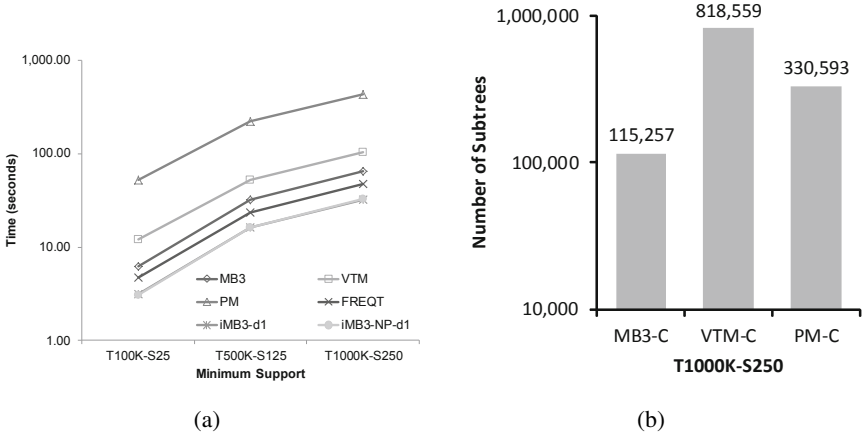 1,000.00
100.00
10.00
1.00
Time (seconds)
MB3
VTM
PM
FREQT
iMB3-d1
iMB3-NP-d1
T100K-S25
T500K-S125
T1000K-S250
Minimum Support
(a)
1,000,000
100,000
10,000
Number of Subtrees
818,559
330,593
115,257
MB3-C
VTM-C
PM-C
T1000K-S250
(b)